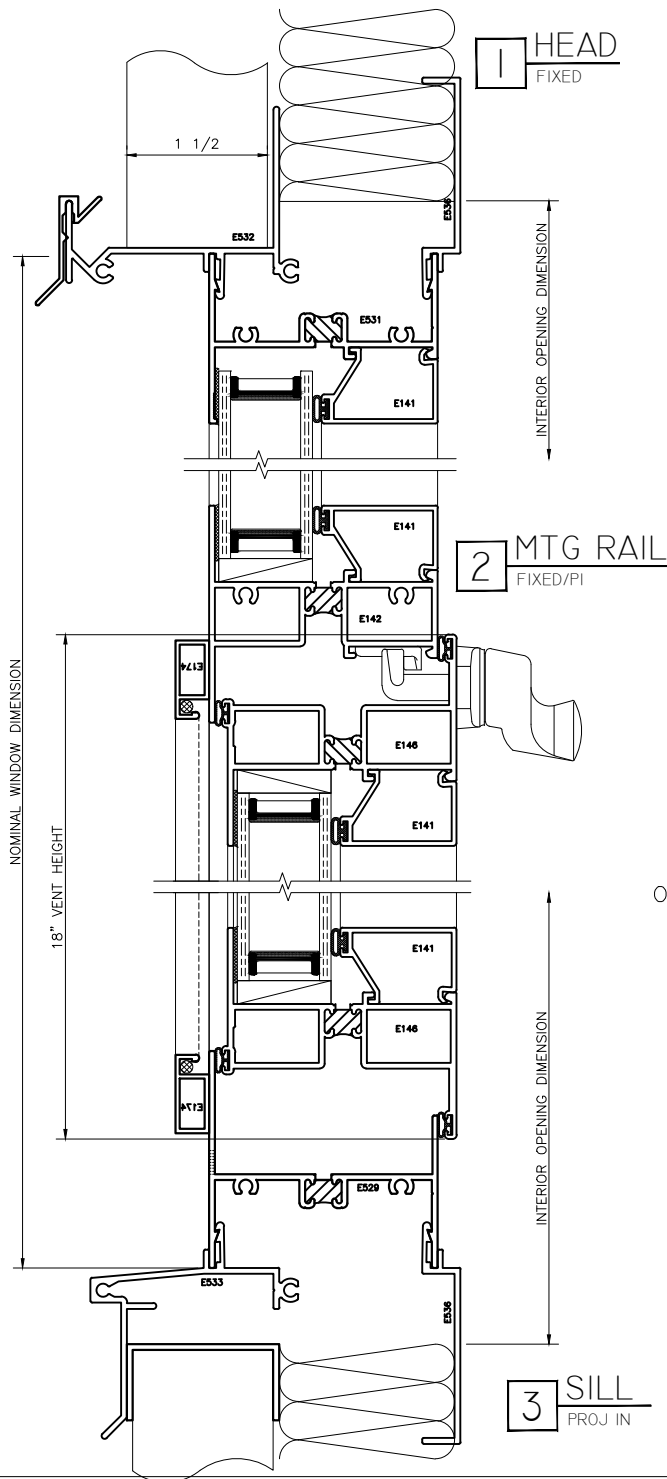 1 HEAD
FIXED
1 1/2
E532
E536
INTERIOR OPENING DIMENSION
E531
E141
E141
2 MTG RAIL
FIXED/PI
E142
E174
NOMINAL WINDOW DIMENSION
18" VENT HEIGHT
E146
E141
O
E141
E146
E174
INTERIOR OPENING DIMENSION
E529
E533
E536
3 SILL
PROJ IN